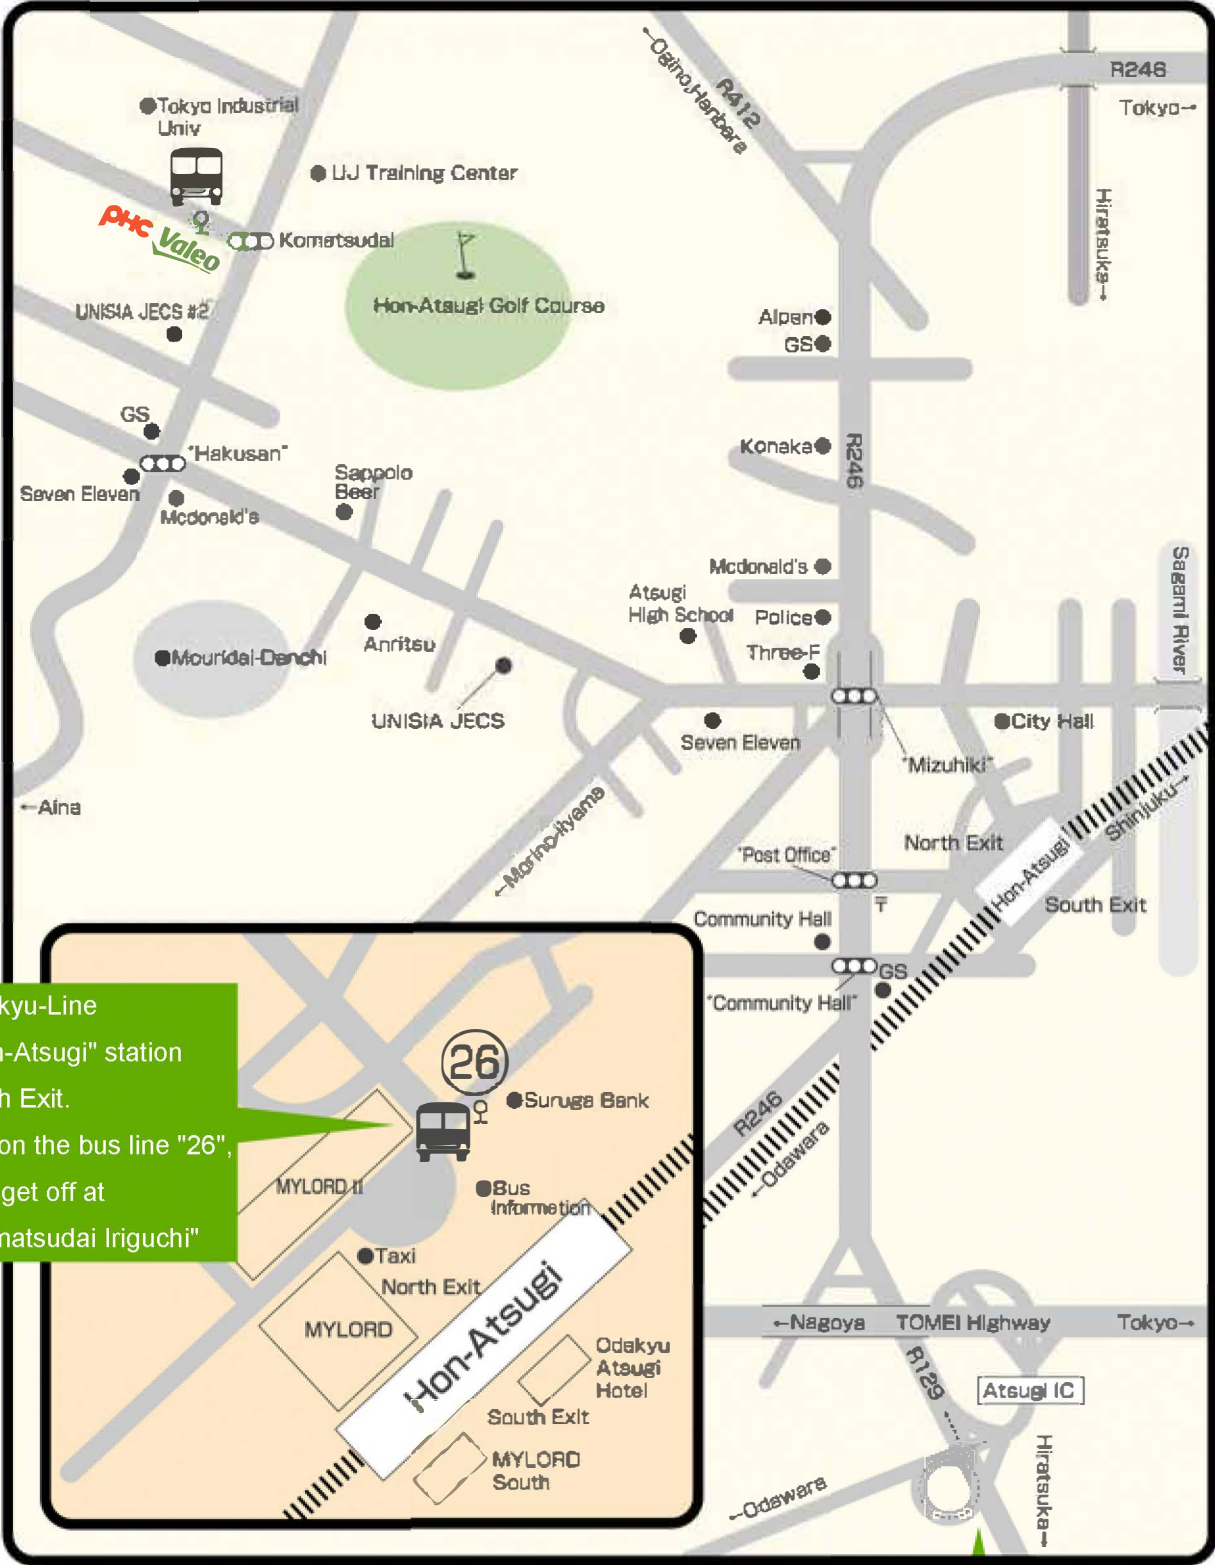 Tokyo Industrial
Univ
UJ Training Center
PHC
Valeo
Komatsudai
Hon-Atsugi Golf Course
UNISIA JECS #2
GS
"Hakusan"
Seven Eleven
Mcdonald's
Sappolo
Beer
Mouridai-Danchi
Anritsu
UNISIA JECS
←Aina
←Ogino,Hanbara
R412
R246
Tokyo→
Hiratsuka→
Alpen
GS
Konaka
R246
Mcdonald's
Atsugi
High School
Police
Three-F
Sagami River
Seven Eleven
City Hall
"Mizuhiki"
←Morino-Iiyama
Shinjuku→
North Exit
"Post Office"
Hon-Atsugi
South Exit
〒
Community Hall
GS
"Community Hall"
R246
←Odawara
kyu-Line
n-Atsugi" station
h Exit.
on the bus line "26",
get off at
matsudai Iriguchi"
26
Suruga Bank
MYLORD II
Bus
Information
Taxi
North Exit
MYLORD
Hon-Atsugi
Odakyu
Atsugi
Hotel
South Exit
MYLORD
South
←Nagoya
TOMEI Highway
Tokyo→
R129
Atsugi IC
Hiratsuka→
←Odawara